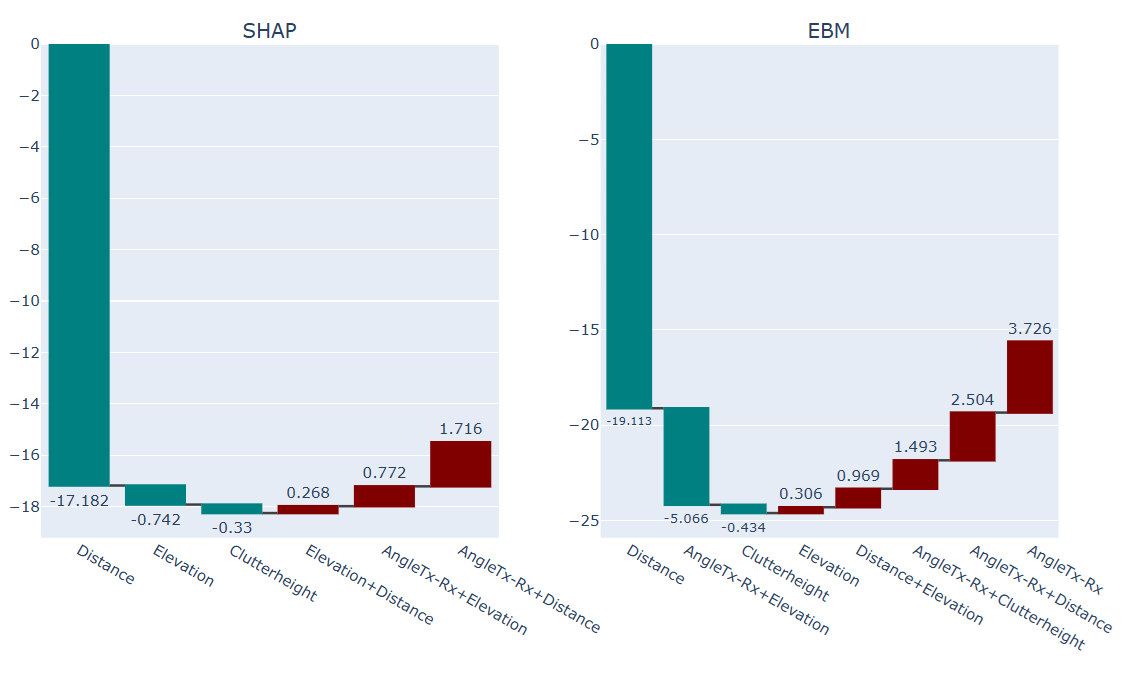 SHAP
0
−2
−4
−6
−8
−10
−12
−14
−16
−18
-17.182
-0.742
-0.33
0.268
0.772
1.716
Distance
Elevation
Clutterheight
Elevation+Distance
AngleTx-Rx+Elevation
AngleTx-Rx+Distance
EBM
0
−5
−10
−15
−20
−25
-19.113
-5.066
-0.434
0.306
0.969
1.493
2.504
3.726
Distance
AngleTx-Rx+Elevation
Clutterheight
Elevation
Distance+Elevation
AngleTx-Rx+Clutterheight
AngleTx-Rx+Distance
AngleTx-Rx